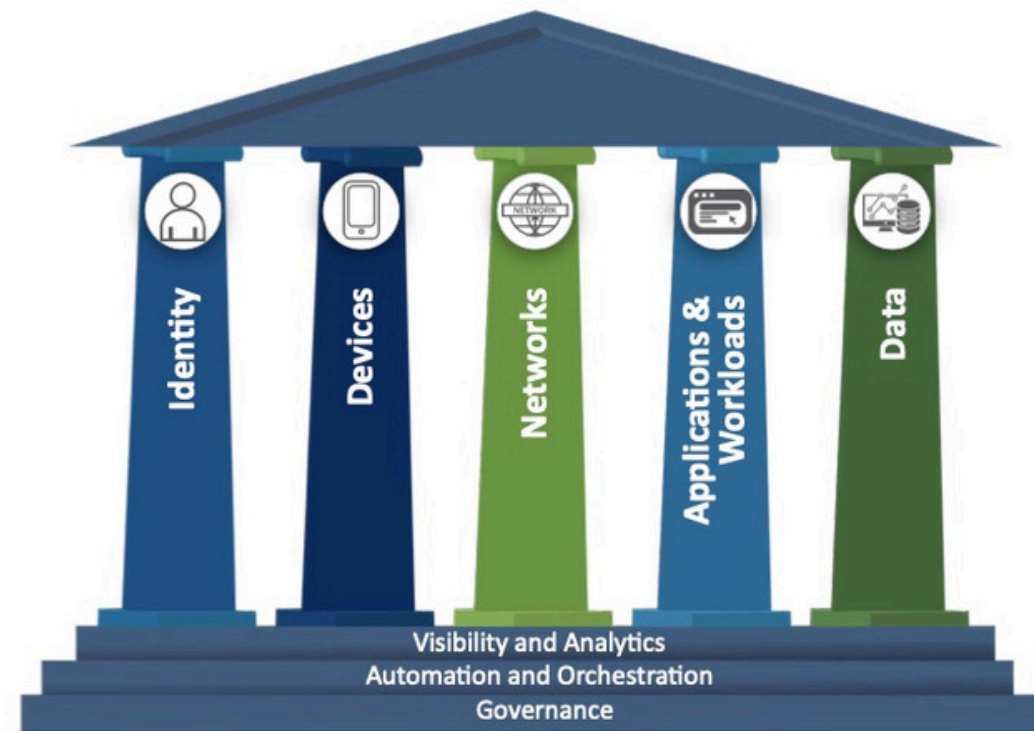 NETWORK
Identity
Devices
Networks
Applications &
Workloads
Data
Visibility and Analytics
Automation and Orchestration
Governance